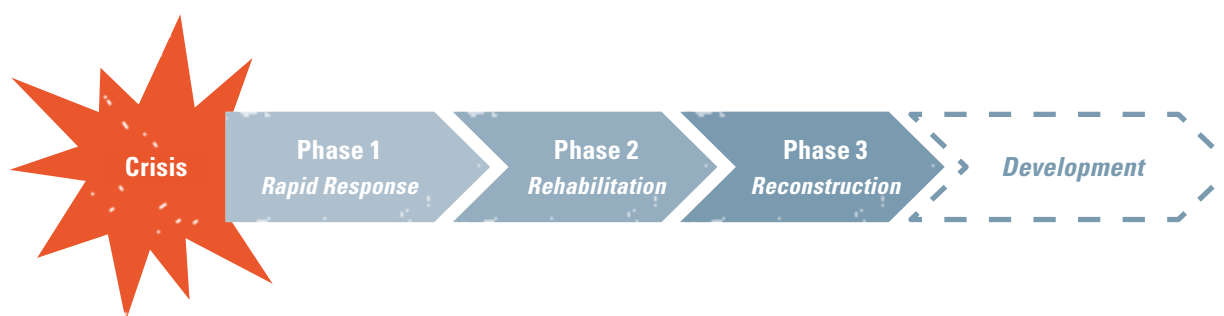 Crisis
Phase 1
Rapid Response
Phase 2
Rehabilitation
Phase 3
Reconstruction
Development